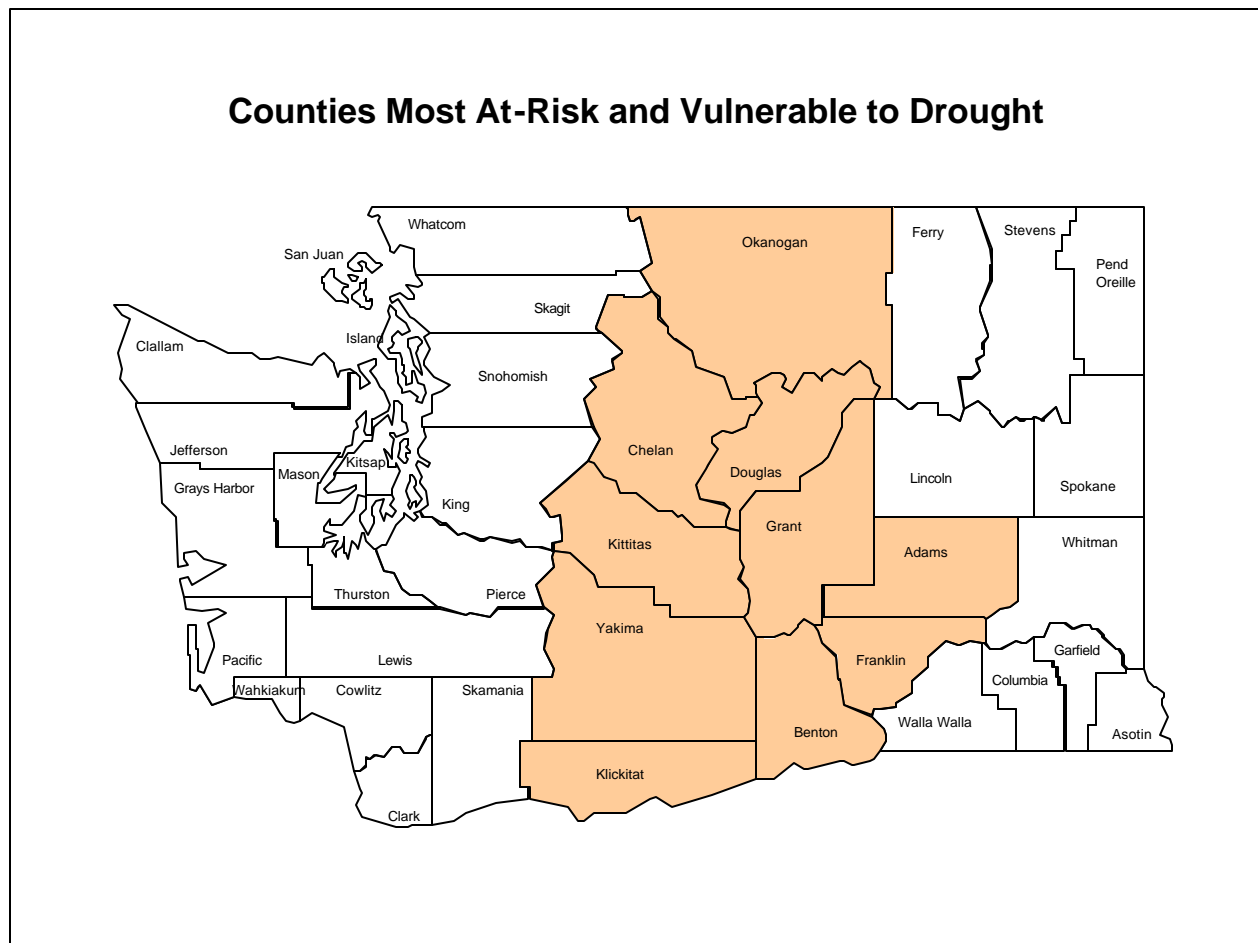 Counties Most At-Risk and Vulnerable to Drought
Whatcom
Okanogan
Ferry
Stevens
San Juan
Pend
Oreille
Skagit
Island
Clallam
Snohomish
Jefferson
Chelan
Kitsap
Mason
Douglas
Lincoln
Grays Harbor
Spokane
King
Grant
Kittitas
Adams
Whitman
Thurston
Pierce
Yakima
Pacific
Lewis
Franklin
Garfield
Columbia
Wahkiakum
Cowlitz
Skamania
Walla Walla
Benton
Asotin
Klickitat
Clark